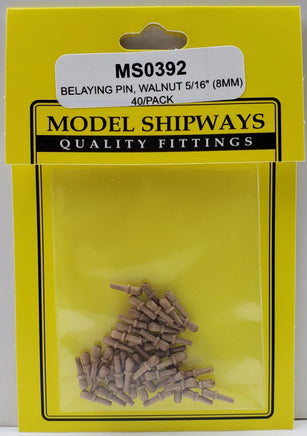 MS0392
BELAYING PIN, WALNUT 5/16" (8MM)
40/PACK
MODEL SHIPWAYS
QUALITY FITTINGS